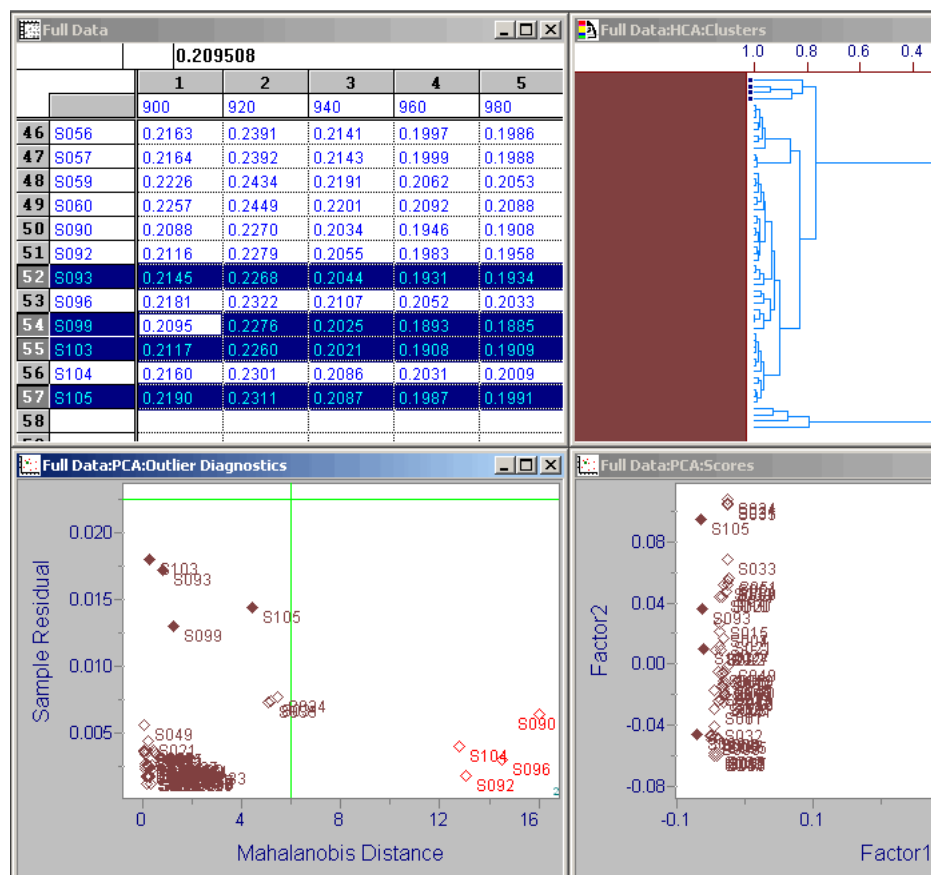 Full Data
0.209508
1 2 3 4 5
900 920 940 960 980
46 S056 0.2163 0.2391 0.2141 0.1997 0.1986
47 S057 0.2164 0.2392 0.2143 0.1999 0.1988
48 S059 0.2226 0.2434 0.2191 0.2062 0.2053
49 S060 0.2257 0.2449 0.2201 0.2092 0.2088
50 S090 0.2088 0.2270 0.2034 0.1946 0.1908
51 S092 0.2116 0.2279 0.2055 0.1983 0.1958
52 S093 0.2145 0.2268 0.2044 0.1931 0.1934
53 S096 0.2181 0.2322 0.2107 0.2052 0.2033
54 S099 0.2095 0.2276 0.2025 0.1893 0.1885
55 S103 0.2117 0.2260 0.2021 0.1908 0.1909
56 S104 0.2160 0.2301 0.2086 0.2031 0.2009
57 S105 0.2190 0.2311 0.2087 0.1987 0.1991
58
Full Data:HCA:Clusters
1.0 0.8 0.6 0.4
Full Data:PCA:Outlier Diagnostics
Sample Residual
0.020
0.015
0.010
0.005
S103
S093
S105
S099
S049
S021
S090
S104
S096
S092
2
0 4 8 12 16
Mahalanobis Distance
Full Data:PCA:Scores
Factor2
0.08
0.04
0.00
-0.04
-0.08
S105
S033
S051
S093
S015
S032
-0.1 0.1
Factor1